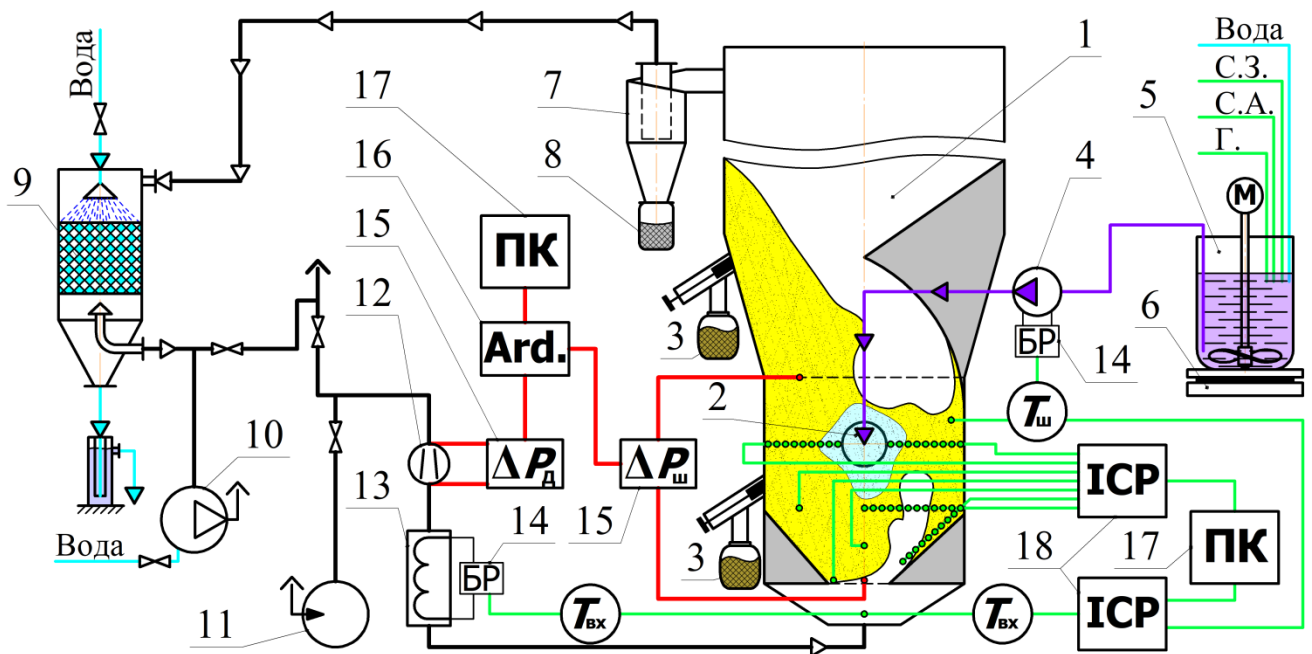 Вода
1
Вода
С.З.
С.А.
Г.
17
7
5
М
16
8
4
9
15
ПК
6
12
3
БР
14
Ard.
2
Tш
10
13
ΔPд
ΔPш
ICP
14
15
3
18
17
ПК
Вода
БР
11
Tвх
Tвх
ICP